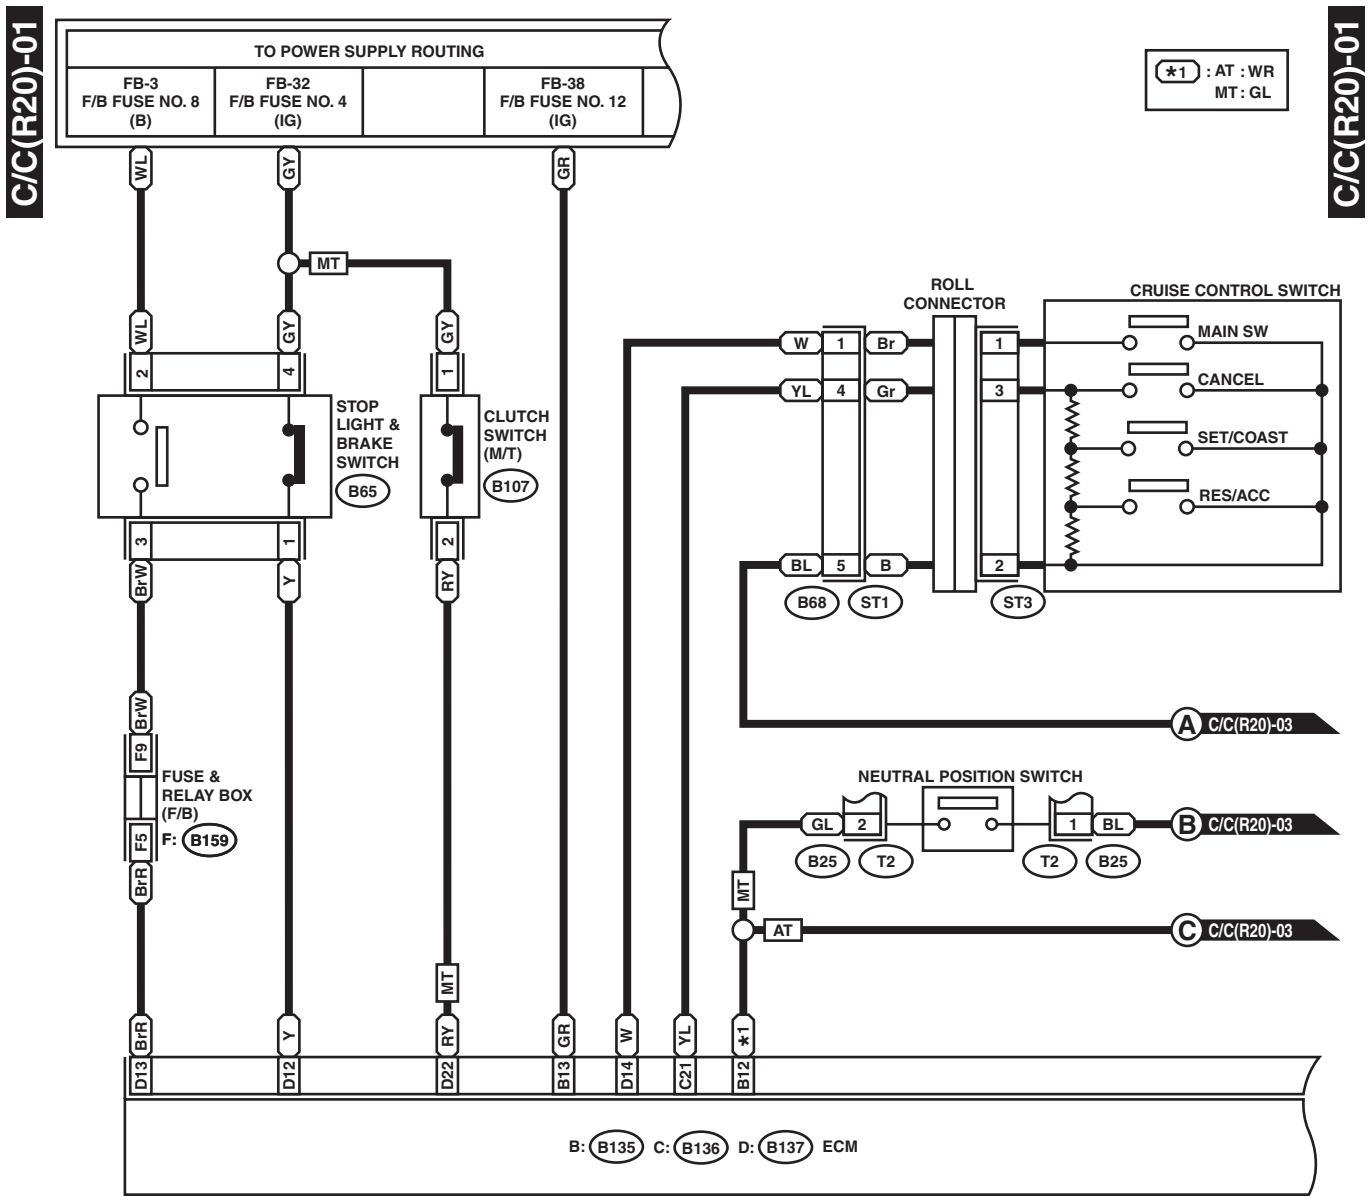 C/C(R20)-01
C/C(R20)-01
TO POWER SUPPLY ROUTING
FB-3
F/B FUSE NO. 8
(B)
FB-32
F/B FUSE NO. 4
(IG)
FB-38
F/B FUSE NO. 12
(IG)
*1 : AT : WR
MT : GL
WL
GY
GR
MT
WL
GY
GY
2
4
1
STOP
LIGHT &
BRAKE
SWITCH
B65
CLUTCH
SWITCH
(M/T)
B107
3
1
2
BrW
Y
RY
ROLL
CONNECTOR
CRUISE CONTROL SWITCH
W 1 Br
1
MAIN SW
YL 4 Gr
3
CANCEL
SET/COAST
RES/ACC
BL 5 B
2
B68
ST1
ST3
A C/C(R20)-03
BrW
F9
FUSE &
RELAY BOX
(F/B)
F: B159
F5
BrR
NEUTRAL POSITION SWITCH
GL 2
1 BL
B C/C(R20)-03
B25
T2
T2
B25
MT
AT
C C/C(R20)-03
MT
BrR
Y
RY
GR
W
YL
*1
D13
D12
D22
B13
D14
C21
B12
B: B135 C: B136 D: B137 ECM